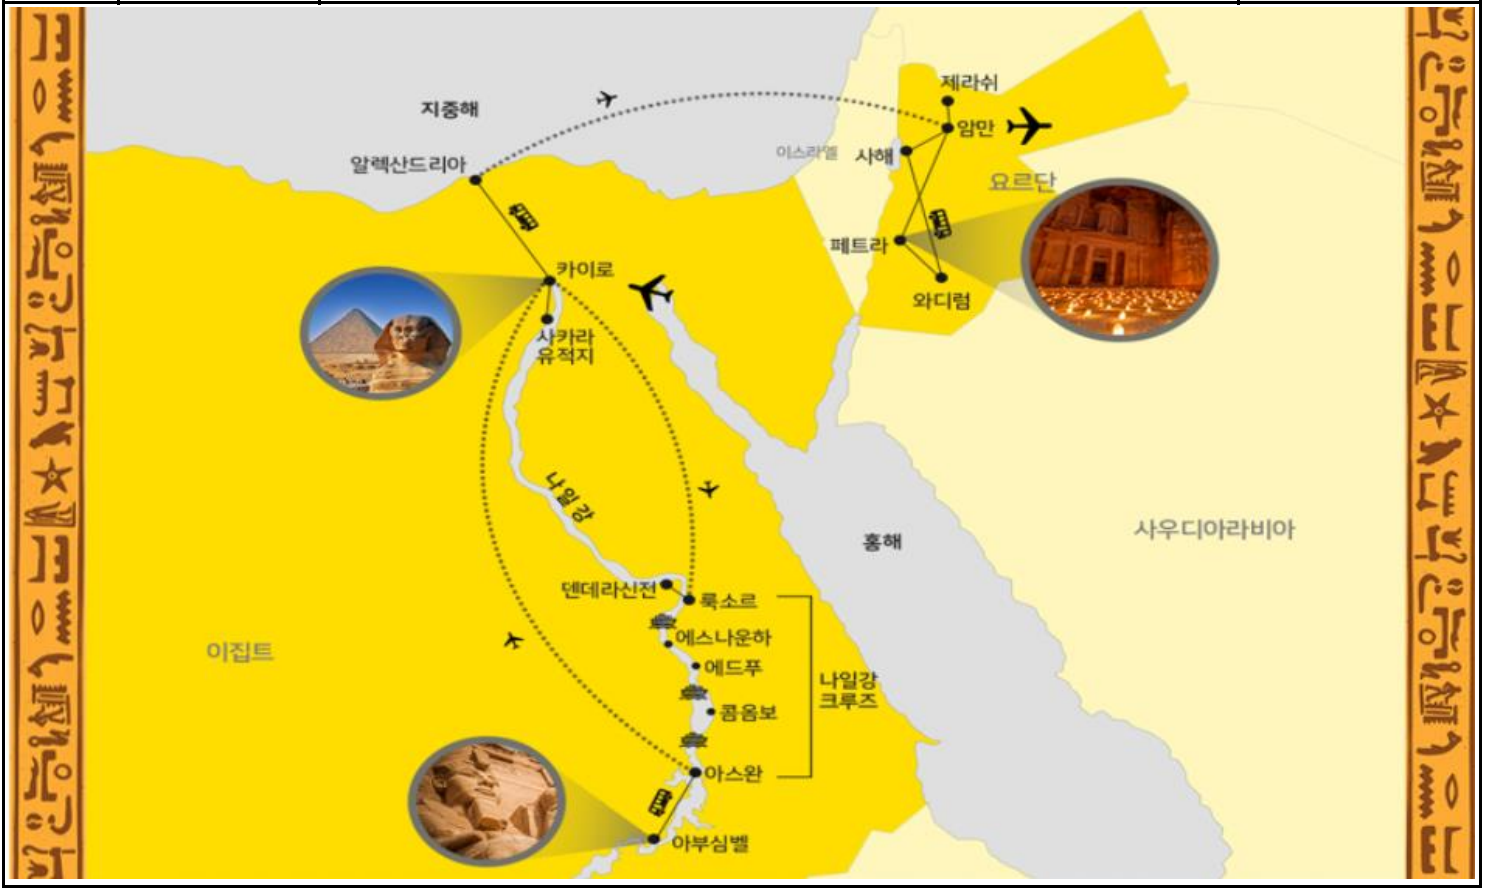 제라쉬
지중해
암만
이스라엘
사해
알렉산드리아
요르단
페트라
카이로
와디럼
사카라
유적지
나일강
홍해
사우디아라비아
덴데라신전
룩소르
에스나운하
이집트
에드푸
나일강
크루즈
콤옴보
아스완
아부심벨